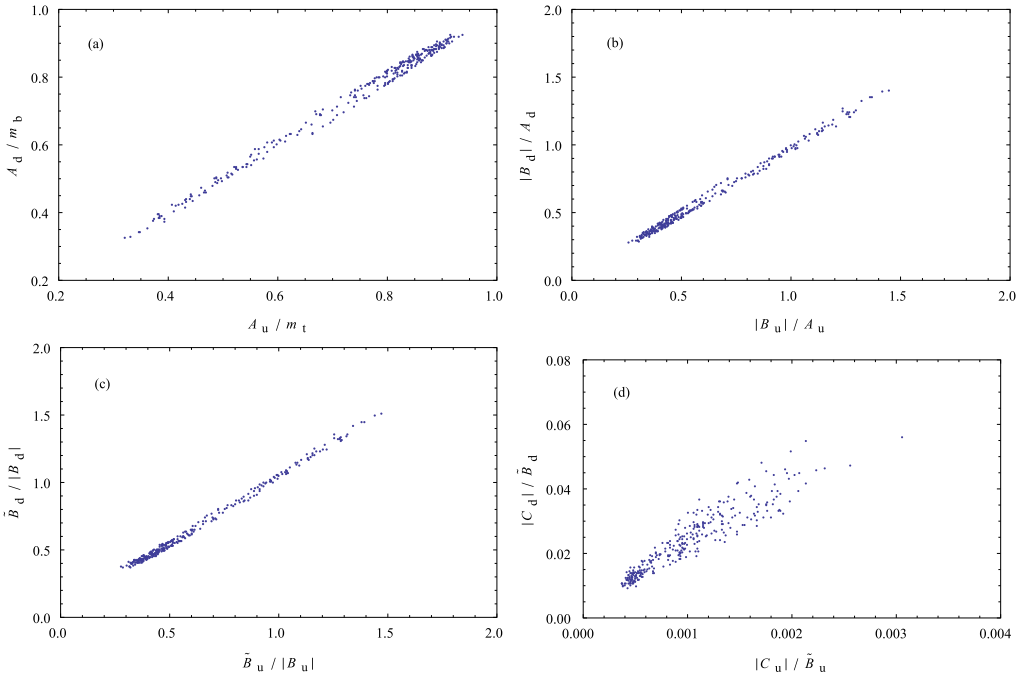 1.0
0.8
0.6
0.4
0.2
A d / m b
(a)
0.2 0.4 0.6 0.8 1.0
A u / m t
2.0
1.5
1.0
0.5
0.0
|B d| / A d
(b)
0.0 0.5 1.0 1.5 2.0
|B u| / A u
2.0
1.5
1.0
0.5
0.0
B̃ d / |B d|
(c)
0.0 0.5 1.0 1.5 2.0
B̃ u / |B u|
0.08
0.06
0.04
0.02
0.00
|C d| / B̃ d
(d)
0.000 0.001 0.002 0.003 0.004
|C u| / B̃ u